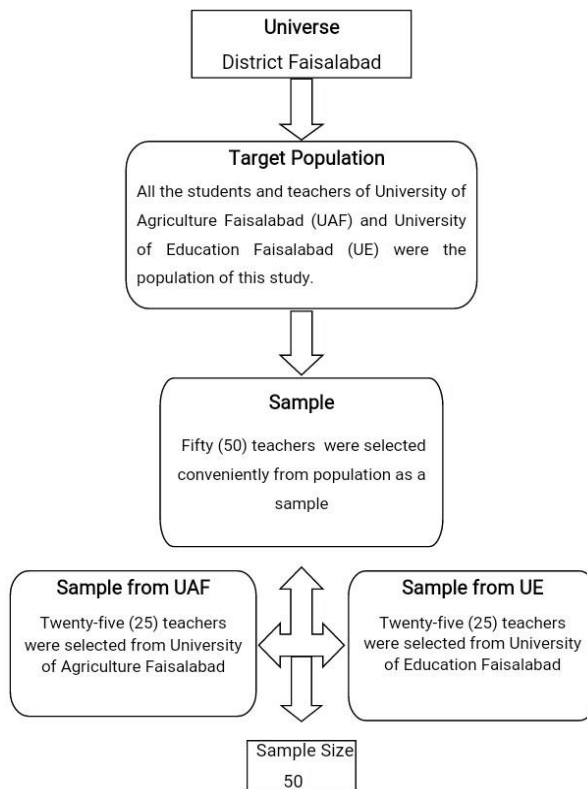 Universe
District Faisalabad
Target Population
All the students and teachers of University of
Agriculture Faisalabad (UAF) and University
of Education Faisalabad (UE) were the
population of this study.
Sample
Fifty (50) teachers were selected
conveniently from population as a
sample
Sample from UAF
Twenty-five (25) teachers
were selected from University
of Agriculture Faisalabad
Sample from UE
Twenty-five (25) teachers
were selected from University
of Education Faisalabad
Sample Size
50